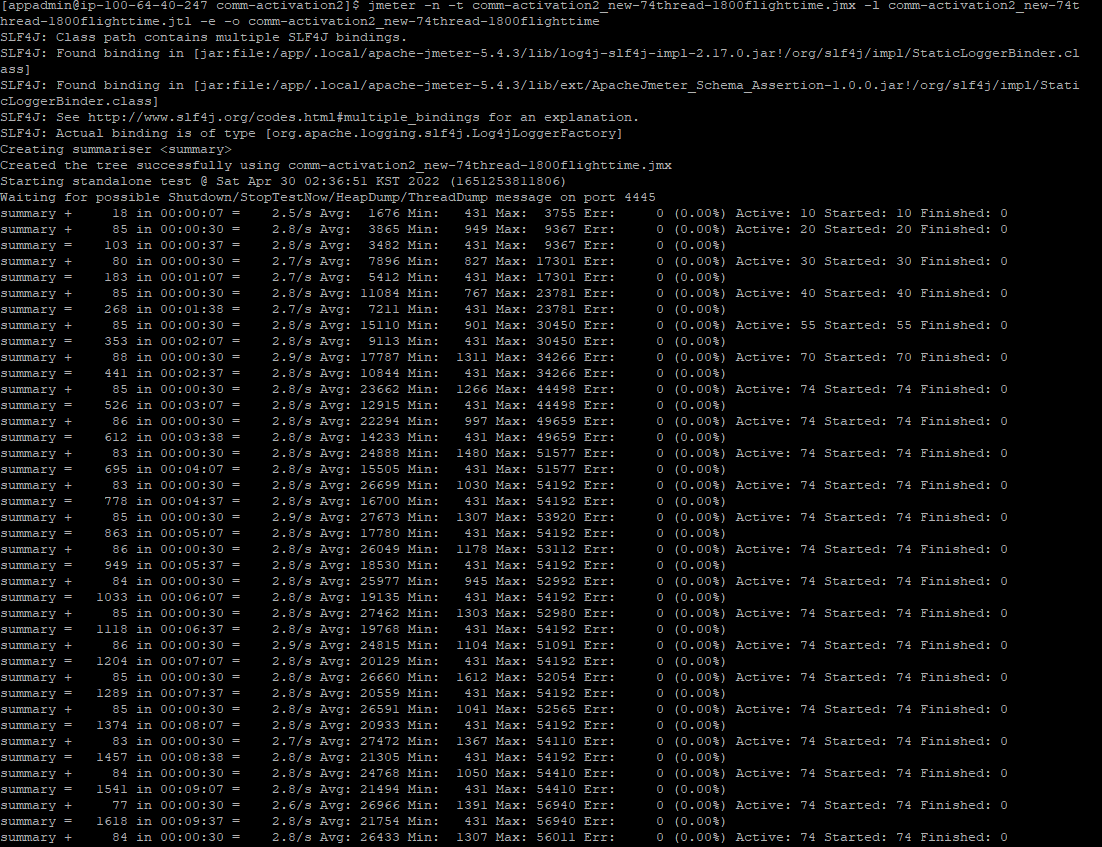 [appadmin@ip-100-64-40-247 comm-activation2]$ jmeter -n -t comm-activation2_new-74thread-1800flighttime.jmx -l comm-activation2_new-74t
hread-1800flighttime.jtl -e -o comm-activation2_new-74thread-1800flighttime
SLF4J: Class path contains multiple SLF4J bindings.
SLF4J: Found binding in [jar:file:/app/.local/apache-jmeter-5.4.3/lib/log4j-slf4j-impl-2.17.0.jar!/org/slf4j/impl/StaticLoggerBinder.cl
ass]
SLF4J: Found binding in [jar:file:/app/.local/apache-jmeter-5.4.3/lib/ext/ApacheJmeter_Schema_Assertion-1.0.0.jar!/org/slf4j/impl/Stati
cLoggerBinder.class]
SLF4J: See http://www.slf4j.org/codes.html#multiple_bindings for an explanation.
SLF4J: Actual binding is of type [org.apache.logging.slf4j.Log4jLoggerFactory]
Creating summariser <summary>
Created the tree successfully using comm-activation2_new-74thread-1800flighttime.jmx
Starting standalone test @ Sat Apr 30 02:36:51 KST 2022 (1651253811806)
Waiting for possible Shutdown/StopTestNow/HeapDump/ThreadDump message on port 4445
summary +     18 in 00:00:07 =    2.5/s Avg:  1676 Min:   431 Max:  3755 Err:     0 (0.00%) Active: 10 Started: 10 Finished: 0
summary +     85 in 00:00:30 =    2.8/s Avg:  3865 Min:   949 Max:  9367 Err:     0 (0.00%) Active: 20 Started: 20 Finished: 0
summary =    103 in 00:00:37 =    2.8/s Avg:  3482 Min:   431 Max:  9367 Err:     0 (0.00%)
summary +     80 in 00:00:30 =    2.7/s Avg:  7896 Min:   827 Max: 17301 Err:     0 (0.00%) Active: 30 Started: 30 Finished: 0
summary =    183 in 00:01:07 =    2.7/s Avg:  5412 Min:   431 Max: 17301 Err:     0 (0.00%)
summary +     85 in 00:00:30 =    2.8/s Avg: 11084 Min:   767 Max: 23781 Err:     0 (0.00%) Active: 40 Started: 40 Finished: 0
summary =    268 in 00:01:38 =    2.7/s Avg:  7211 Min:   431 Max: 23781 Err:     0 (0.00%)
summary +     85 in 00:00:30 =    2.8/s Avg: 15110 Min:   901 Max: 30450 Err:     0 (0.00%) Active: 55 Started: 55 Finished: 0
summary =    353 in 00:02:07 =    2.8/s Avg:  9113 Min:   431 Max: 30450 Err:     0 (0.00%)
summary +     88 in 00:00:30 =    2.9/s Avg: 17787 Min:  1311 Max: 34266 Err:     0 (0.00%) Active: 70 Started: 70 Finished: 0
summary =    441 in 00:02:37 =    2.8/s Avg: 10844 Min:   431 Max: 34266 Err:     0 (0.00%)
summary +     85 in 00:00:30 =    2.8/s Avg: 23662 Min:  1266 Max: 44498 Err:     0 (0.00%) Active: 74 Started: 74 Finished: 0
summary =    526 in 00:03:07 =    2.8/s Avg: 12915 Min:   431 Max: 44498 Err:     0 (0.00%)
summary +     86 in 00:00:30 =    2.8/s Avg: 22294 Min:   997 Max: 49659 Err:     0 (0.00%) Active: 74 Started: 74 Finished: 0
summary =    612 in 00:03:38 =    2.8/s Avg: 14233 Min:   431 Max: 49659 Err:     0 (0.00%)
summary +     83 in 00:00:30 =    2.8/s Avg: 24888 Min:  1480 Max: 51577 Err:     0 (0.00%) Active: 74 Started: 74 Finished: 0
summary =    695 in 00:04:07 =    2.8/s Avg: 15505 Min:   431 Max: 51577 Err:     0 (0.00%)
summary +     83 in 00:00:30 =    2.8/s Avg: 26699 Min:  1030 Max: 54192 Err:     0 (0.00%) Active: 74 Started: 74 Finished: 0
summary =    778 in 00:04:37 =    2.8/s Avg: 16700 Min:   431 Max: 54192 Err:     0 (0.00%)
summary +     85 in 00:00:30 =    2.9/s Avg: 27673 Min:  1307 Max: 53920 Err:     0 (0.00%) Active: 74 Started: 74 Finished: 0
summary =    863 in 00:05:07 =    2.8/s Avg: 17780 Min:   431 Max: 54192 Err:     0 (0.00%)
summary +     86 in 00:00:30 =    2.8/s Avg: 26049 Min:  1178 Max: 53112 Err:     0 (0.00%) Active: 74 Started: 74 Finished: 0
summary =    949 in 00:05:37 =    2.8/s Avg: 18530 Min:   431 Max: 54192 Err:     0 (0.00%)
summary +     84 in 00:00:30 =    2.8/s Avg: 25977 Min:   945 Max: 52992 Err:     0 (0.00%) Active: 74 Started: 74 Finished: 0
summary =   1033 in 00:06:07 =    2.8/s Avg: 19135 Min:   431 Max: 54192 Err:     0 (0.00%)
summary +     85 in 00:00:30 =    2.8/s Avg: 27462 Min:  1303 Max: 52980 Err:     0 (0.00%) Active: 74 Started: 74 Finished: 0
summary =   1118 in 00:06:37 =    2.8/s Avg: 19768 Min:   431 Max: 54192 Err:     0 (0.00%)
summary +     86 in 00:00:30 =    2.9/s Avg: 24815 Min:  1104 Max: 51091 Err:     0 (0.00%) Active: 74 Started: 74 Finished: 0
summary =   1204 in 00:07:07 =    2.8/s Avg: 20129 Min:   431 Max: 54192 Err:     0 (0.00%)
summary +     85 in 00:00:30 =    2.8/s Avg: 26660 Min:  1612 Max: 52054 Err:     0 (0.00%) Active: 74 Started: 74 Finished: 0
summary =   1289 in 00:07:37 =    2.8/s Avg: 20559 Min:   431 Max: 54192 Err:     0 (0.00%)
summary +     85 in 00:00:30 =    2.8/s Avg: 26591 Min:  1041 Max: 52565 Err:     0 (0.00%) Active: 74 Started: 74 Finished: 0
summary =   1374 in 00:08:07 =    2.8/s Avg: 20933 Min:   431 Max: 54192 Err:     0 (0.00%)
summary +     83 in 00:00:30 =    2.7/s Avg: 27472 Min:  1367 Max: 54110 Err:     0 (0.00%) Active: 74 Started: 74 Finished: 0
summary =   1457 in 00:08:38 =    2.8/s Avg: 21305 Min:   431 Max: 54192 Err:     0 (0.00%)
summary +     84 in 00:00:30 =    2.8/s Avg: 24768 Min:  1050 Max: 54410 Err:     0 (0.00%) Active: 74 Started: 74 Finished: 0
summary =   1541 in 00:09:07 =    2.8/s Avg: 21494 Min:   431 Max: 54410 Err:     0 (0.00%)
summary +     77 in 00:00:30 =    2.6/s Avg: 26966 Min:  1391 Max: 56940 Err:     0 (0.00%) Active: 74 Started: 74 Finished: 0
summary =   1618 in 00:09:37 =    2.8/s Avg: 21754 Min:   431 Max: 56940 Err:     0 (0.00%)
summary +     84 in 00:00:30 =    2.8/s Avg: 26433 Min:  1307 Max: 56011 Err:     0 (0.00%) Active: 74 Started: 74 Finished: 0